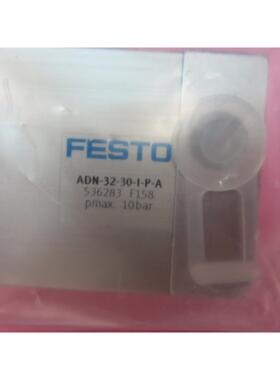 FESTO
ADN-32-30-I-P-A
536283 F158
pmax. 10bar